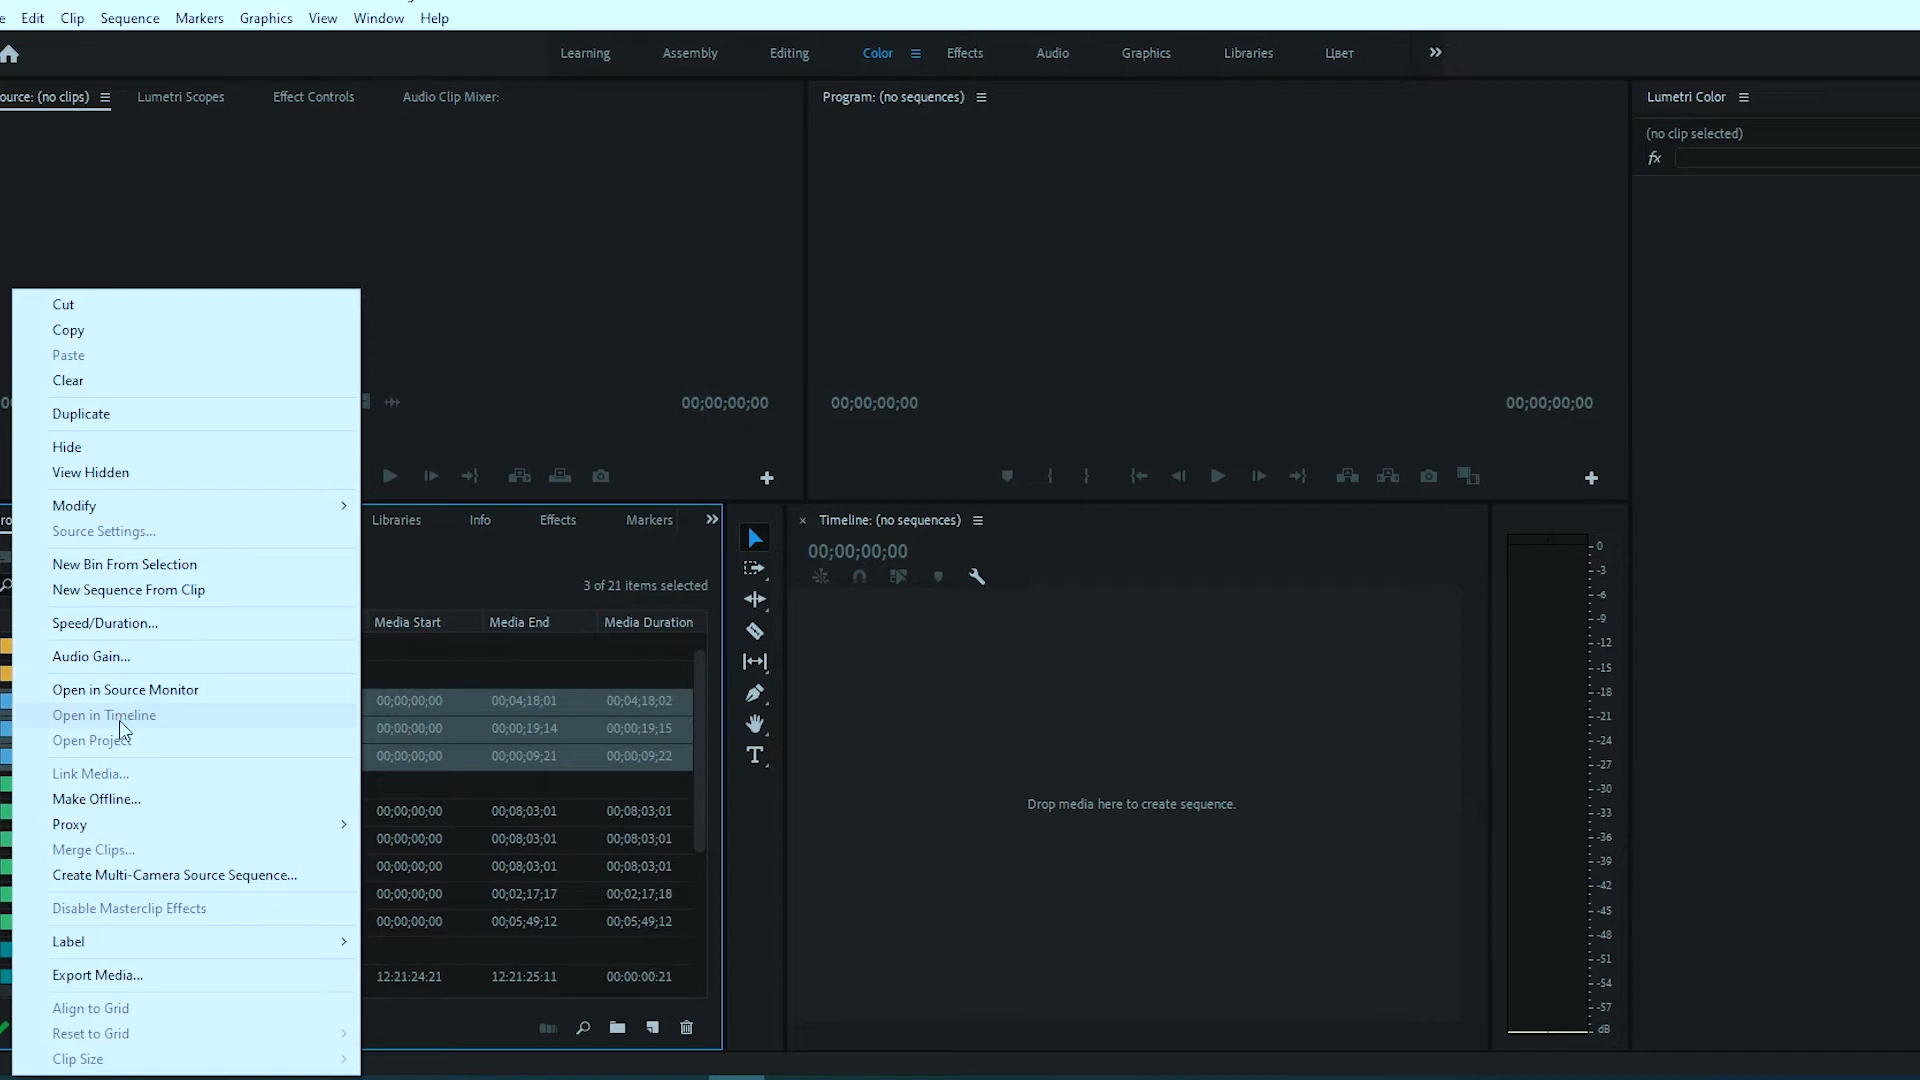 Edit Clip Sequence Markers Graphics View Window Help
Learning Assembly Editing Color Effects Audio Graphics Libraries Цвет
(no clips) Lumetri Scopes Effect Controls Audio Clip Mixer:
Program: (no sequences)
Lumetri Color
(no clip selected)
fx
Cut
Copy
Paste
Clear
Duplicate
Hide
View Hidden
Modify
Source Settings...
New Bin From Selection
New Sequence From Clip
Speed/Duration...
Audio Gain...
Open in Source Monitor
Open in Timeline
Open Project
Link Media...
Make Offline...
Proxy
Merge Clips...
Create Multi-Camera Source Sequence...
Disable Masterclip Effects
Label
Export Media...
Align to Grid
Reset to Grid
Clip Size
00;00;00;00
00;00;00;00
00;00;00;00
Libraries Info Effects Markers
3 of 21 items selected
Media Start Media End Media Duration
00;00;00;00 00;04;18;01 00;04;18;02
00;00;00;00 00;00;19;14 00;00;19;15
00;00;00;00 00;00;09;21 00;00;09;22
00;00;00;00 00;08;03;01 00;08;03;01
00;00;00;00 00;08;03;01 00;08;03;01
00;00;00;00 00;08;03;01 00;08;03;01
00;00;00;00 00;02;17;17 00;02;17;18
00;00;00;00 00;05;49;12 00;05;49;12
12:21:24:21 12:21:25:11 00:00:00:21
Timeline: (no sequences)
00;00;00;00
Drop media here to create sequence.
0
-3
-6
-9
-12
-15
-18
-21
-24
-27
-30
-33
-36
-39
-42
-45
-48
-51
-54
-57
dB